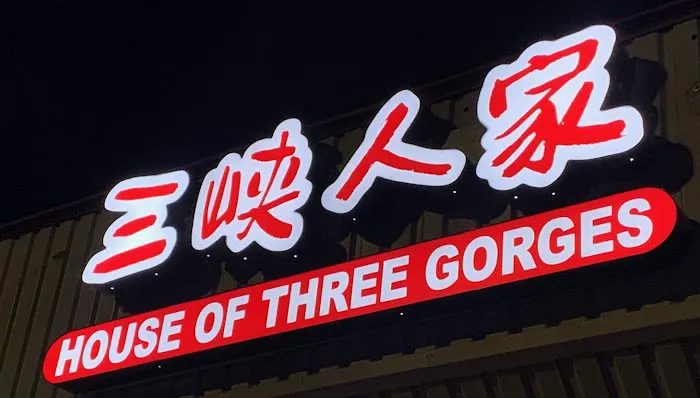 三峡人家
HOUSE OF THREE GORGES